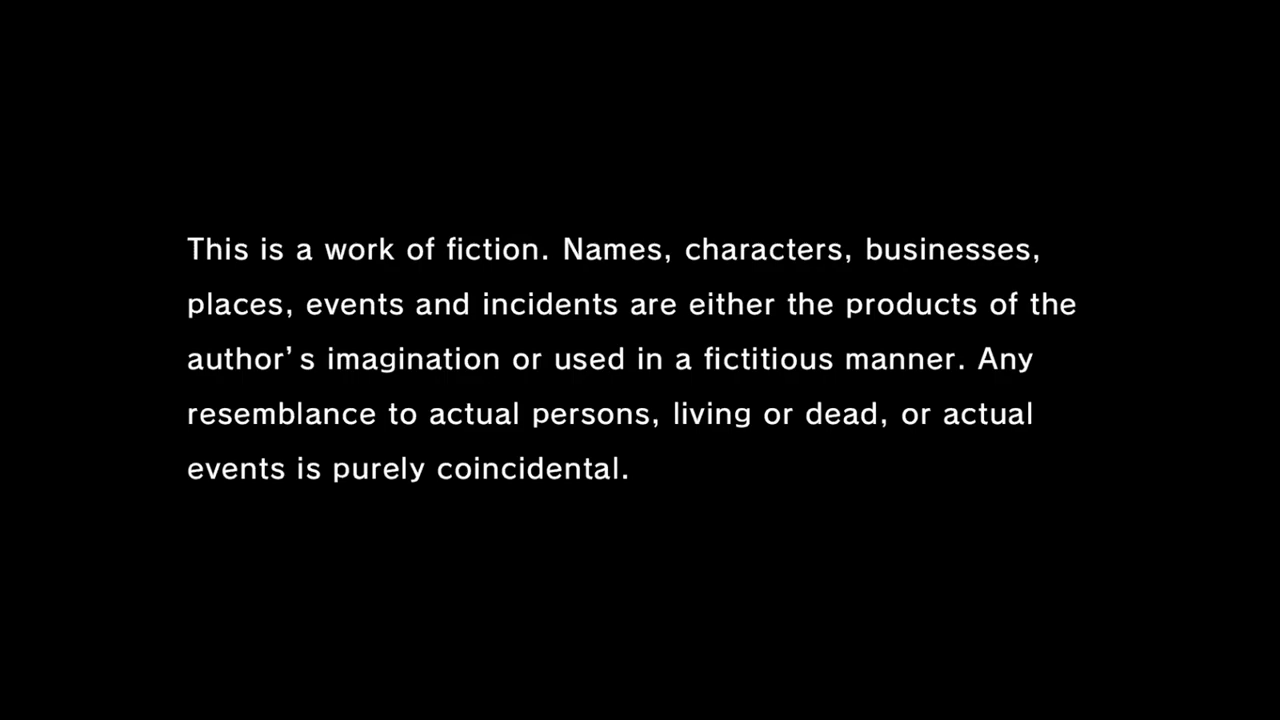 This is a work of fiction. Names, characters, businesses,
places, events and incidents are either the products of the
author’s imagination or used in a fictitious manner. Any
resemblance to actual persons, living or dead, or actual
events is purely coincidental.